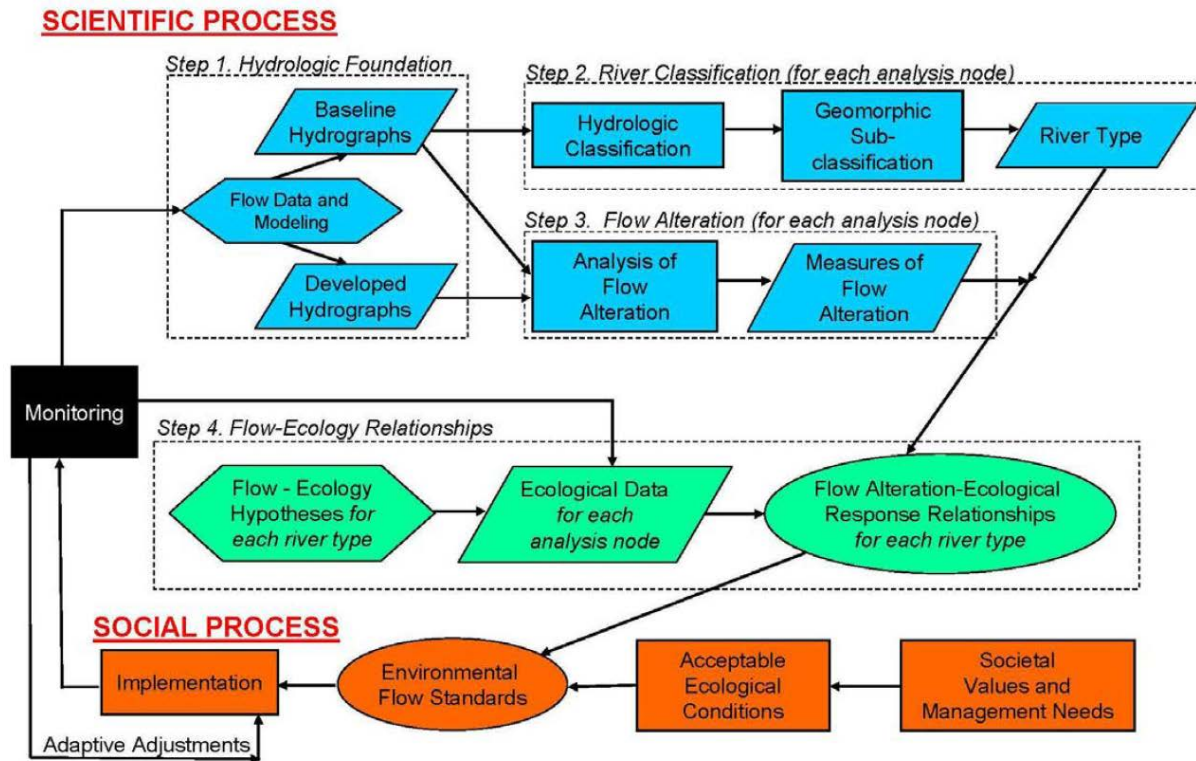 SCIENTIFIC PROCESS
Step 1. Hydrologic Foundation
Baseline
Hydrographs
Flow Data and
Modeling
Developed
Hydrographs
Step 2. River Classification (for each analysis node)
Hydrologic
Classification
Geomorphic
Sub-
classification
River Type
Step 3. Flow Alteration (for each analysis node)
Analysis of
Flow
Alteration
Measures of
Flow
Alteration
Monitoring
Step 4. Flow-Ecology Relationships
Flow - Ecology
Hypotheses for
each river type
Ecological Data
for each
analysis node
Flow Alteration-Ecological
Response Relationships
for each river type
SOCIAL PROCESS
Implementation
Environmental
Flow Standards
Acceptable
Ecological
Conditions
Societal
Values and
Management Needs
Adaptive Adjustments